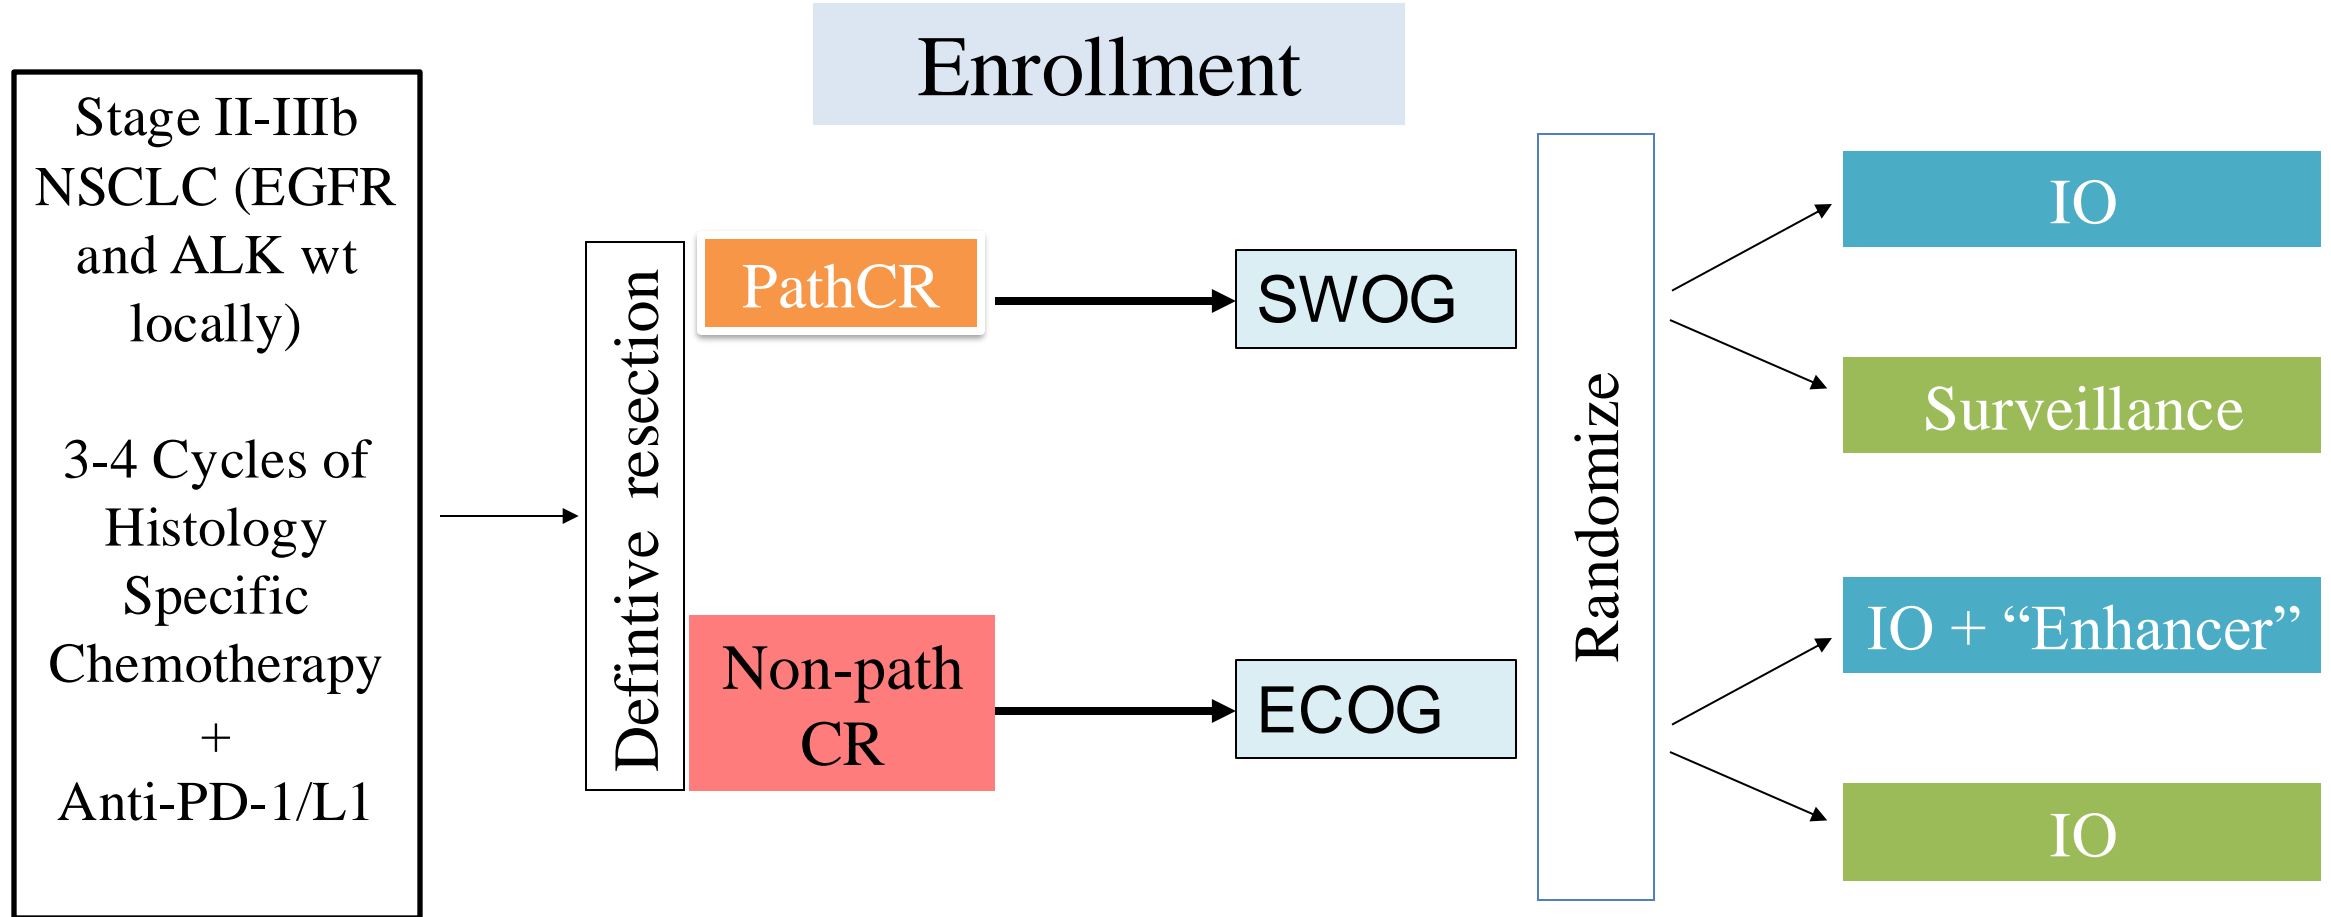 Enrollment
Stage II-IIIb
NSCLC (EGFR
and ALK wt
locally)
3-4 Cycles of
Histology
Specific
Chemotherapy
+
Anti-PD-1/L1
Defintive resection
PathCR
Non-path
CR
SWOG
ECOG
Randomize
IO
Surveillance
IO + “Enhancer”
IO